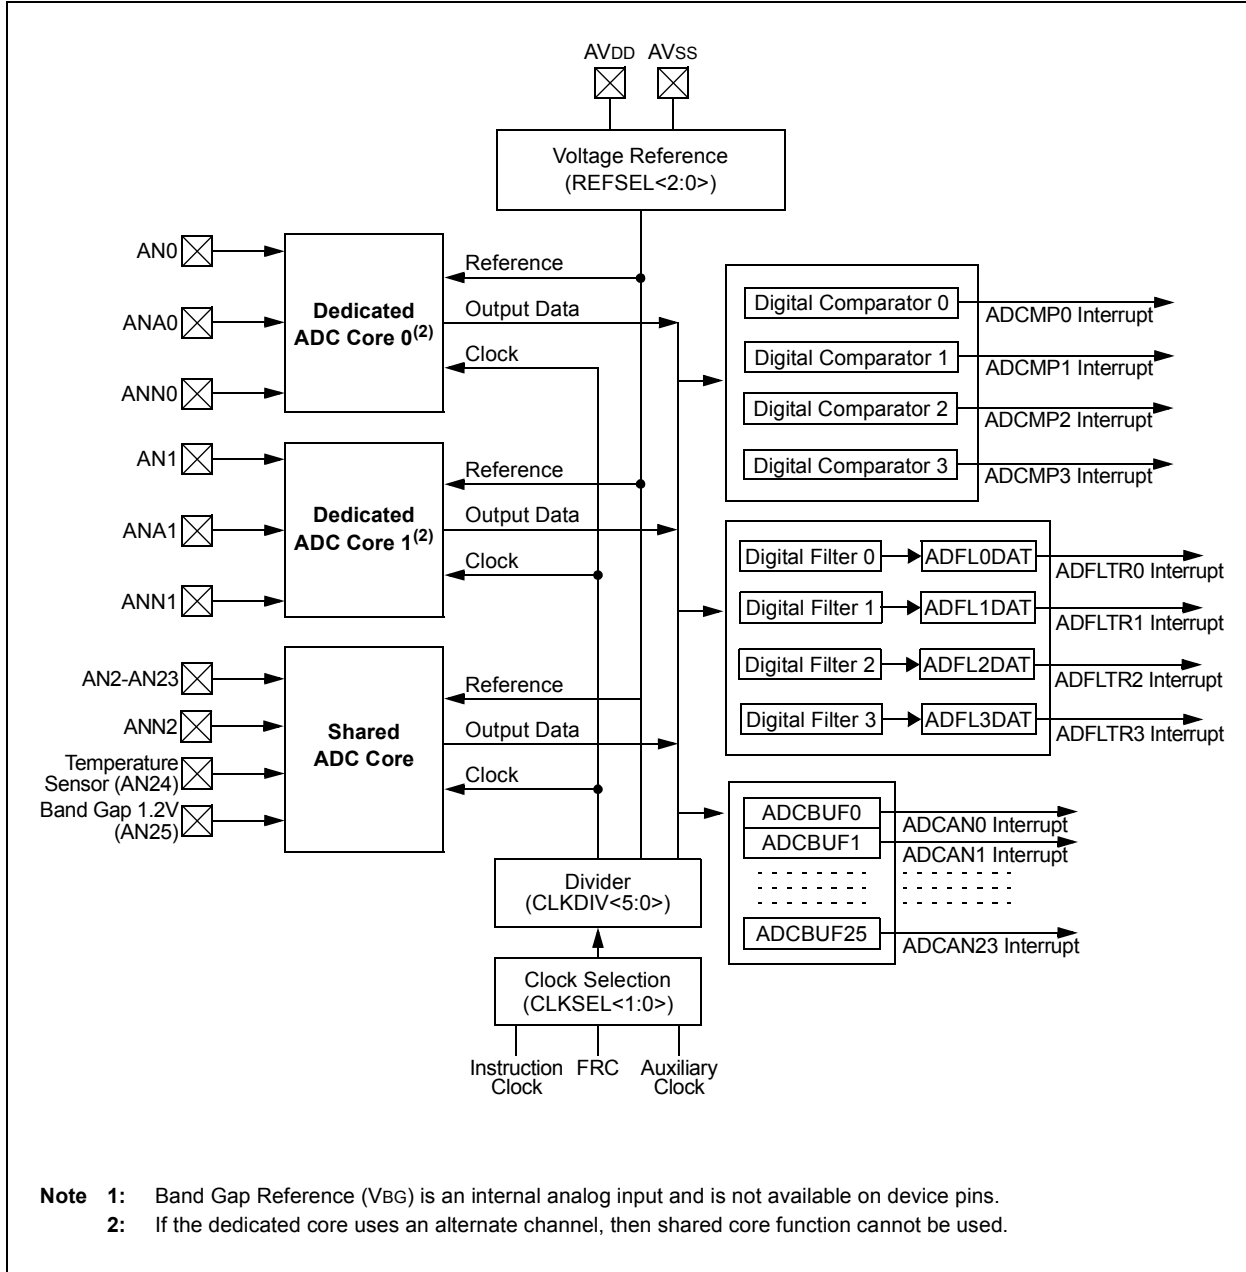 AVDD AVSS
Voltage Reference
(REFSEL<2:0>)
AN0
ANA0
ANN0
Dedicated
ADC Core 0(2)
Reference
Output Data
Clock
AN1
ANA1
ANN1
Dedicated
ADC Core 1(2)
Reference
Output Data
Clock
AN2-AN23
ANN2
Temperature
Sensor (AN24)
Band Gap 1.2V
(AN25)
Shared
ADC Core
Reference
Output Data
Clock
Digital Comparator 0
ADCMP0 Interrupt
Digital Comparator 1
ADCMP1 Interrupt
Digital Comparator 2
ADCMP2 Interrupt
Digital Comparator 3
ADCMP3 Interrupt
Digital Filter 0
ADFL0DAT
ADFLTR0 Interrupt
Digital Filter 1
ADFL1DAT
ADFLTR1 Interrupt
Digital Filter 2
ADFL2DAT
ADFLTR2 Interrupt
Digital Filter 3
ADFL3DAT
ADFLTR3 Interrupt
ADCBUF0
ADCAN0 Interrupt
ADCBUF1
ADCAN1 Interrupt
ADCBUF25
ADCAN23 Interrupt
Divider
(CLKDIV<5:0>)
Clock Selection
(CLKSEL<1:0>)
Instruction
Clock
FRC
Auxiliary
Clock
Note 1: Band Gap Reference (VBG) is an internal analog input and is not available on device pins.
2: If the dedicated core uses an alternate channel, then shared core function cannot be used.